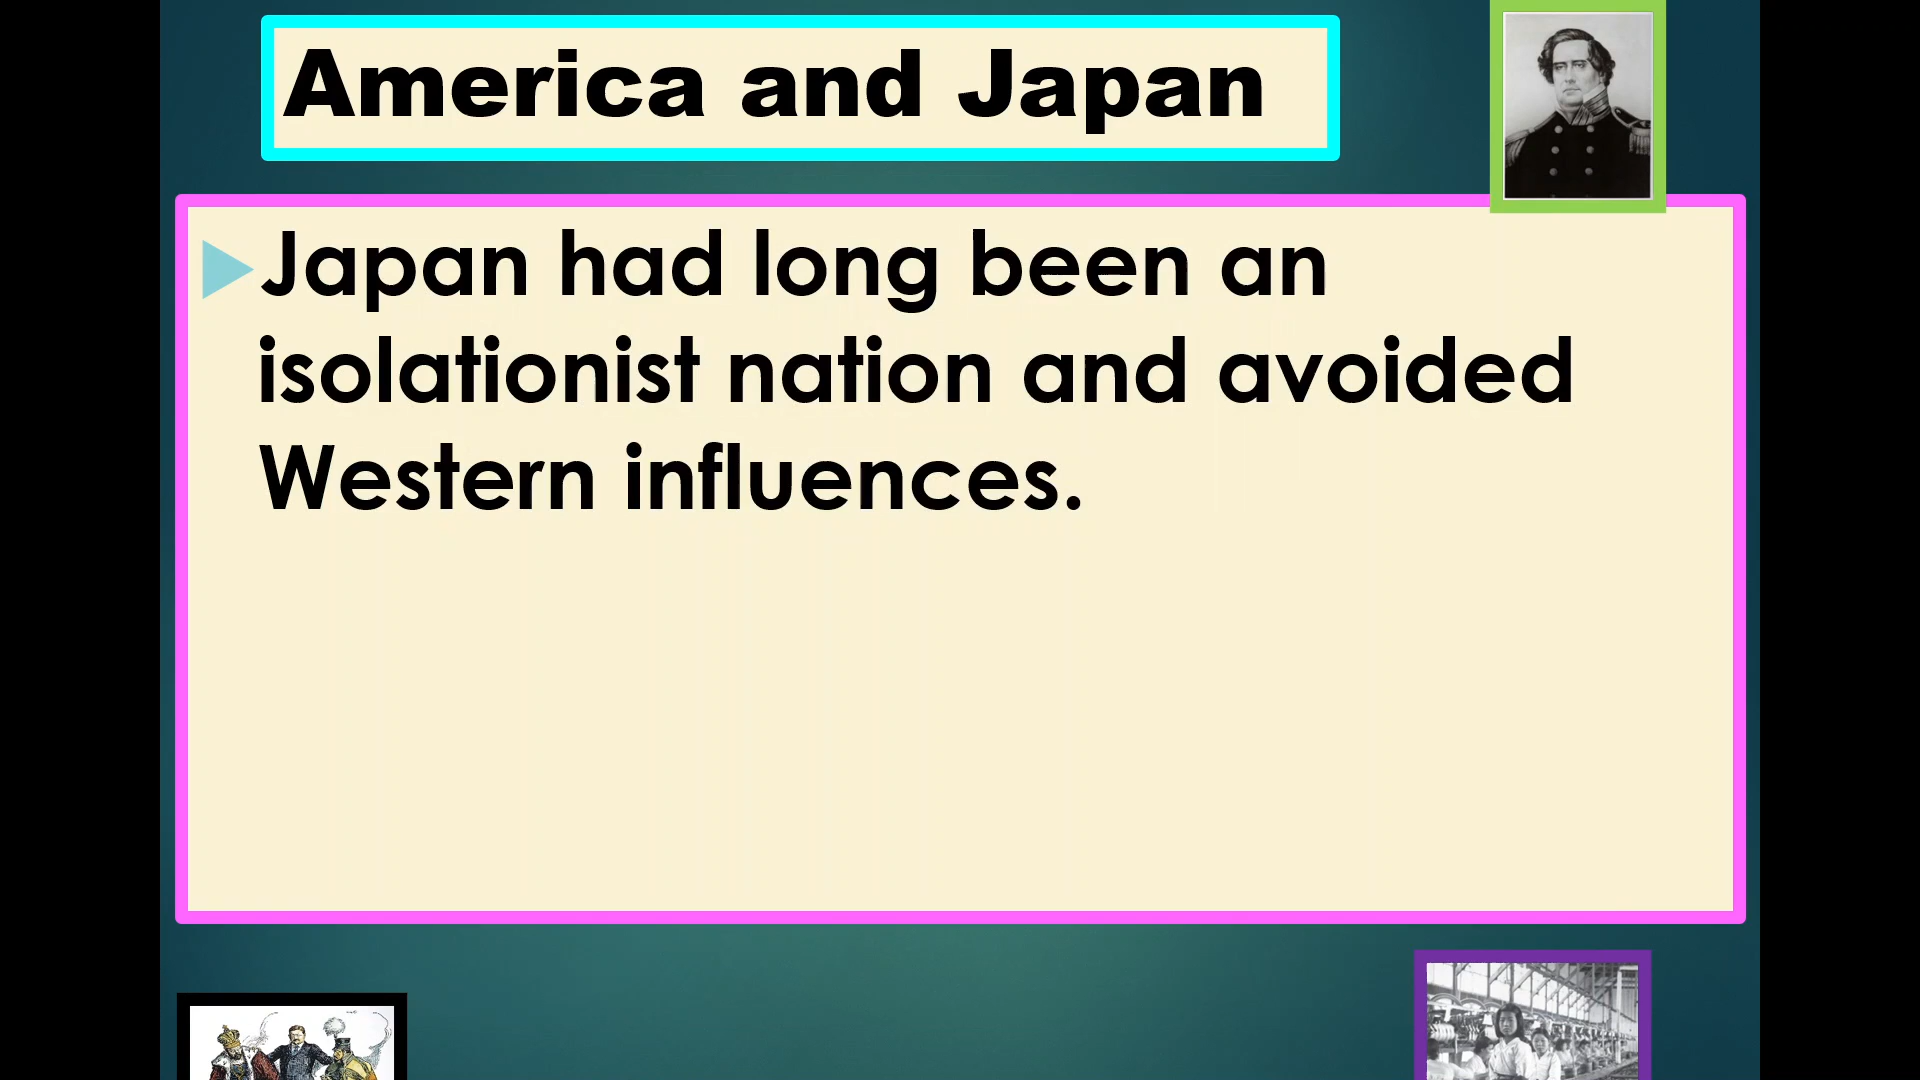 America and Japan
Japan had long been an
isolationist nation and avoided
Western influences.